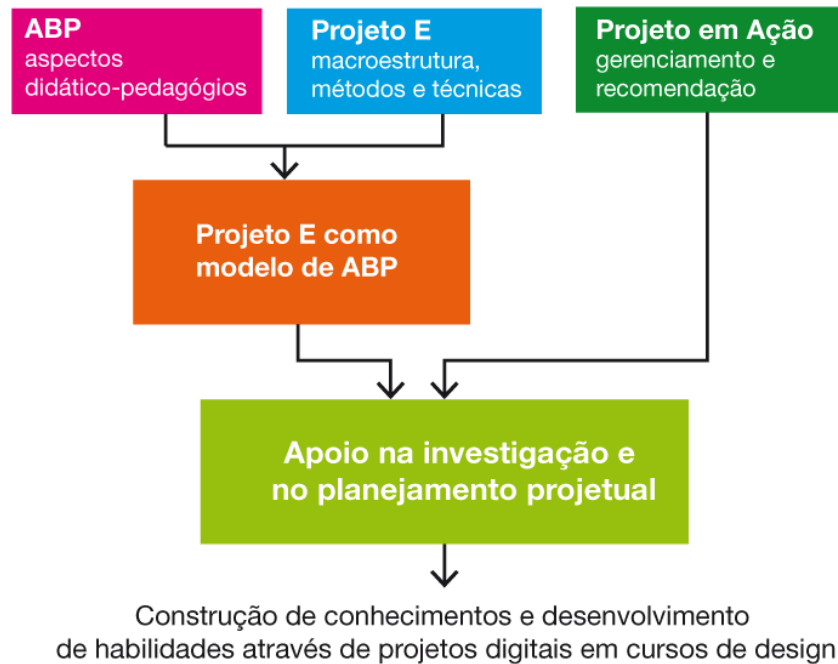 ABP
aspectos
didático-pedagógios
Projeto E
macroestrutura,
métodos e técnicas
Projeto em Ação
gerenciamento e
recomendação
Projeto E como
modelo de ABP
Apoio na investigação e
no planejamento projetual
Construção de conhecimentos e desenvolvimento
de habilidades através de projetos digitais em cursos de design